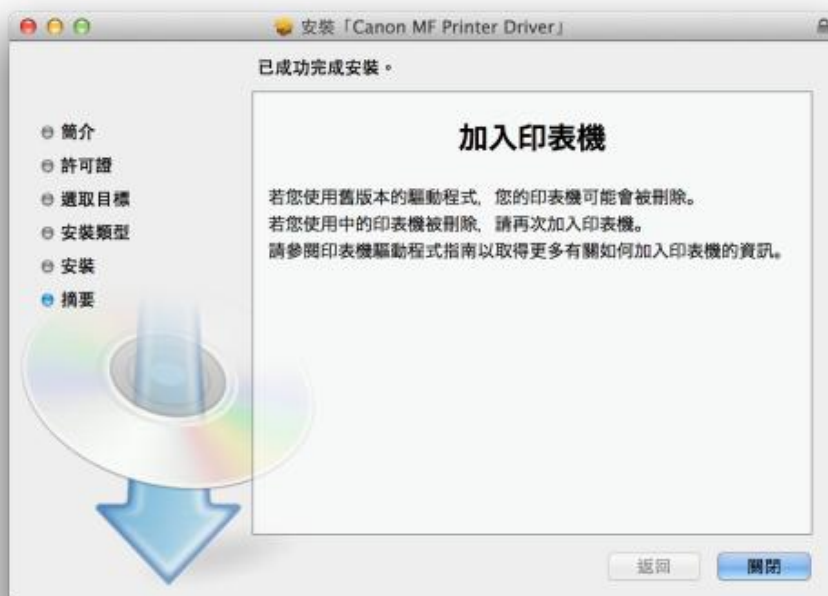 安裝「Canon MF Printer Driver」
已成功完成安裝。
簡介
許可證
選取目標
安裝類型
安裝
摘要
加入印表機
若您使用舊版本的驅動程式，您的印表機可能會被刪除。
若您使用中的印表機被刪除，請再次加入印表機。
請參閱印表機驅動程式指南以取得更多有關如何加入印表機的資訊。
返回
關閉